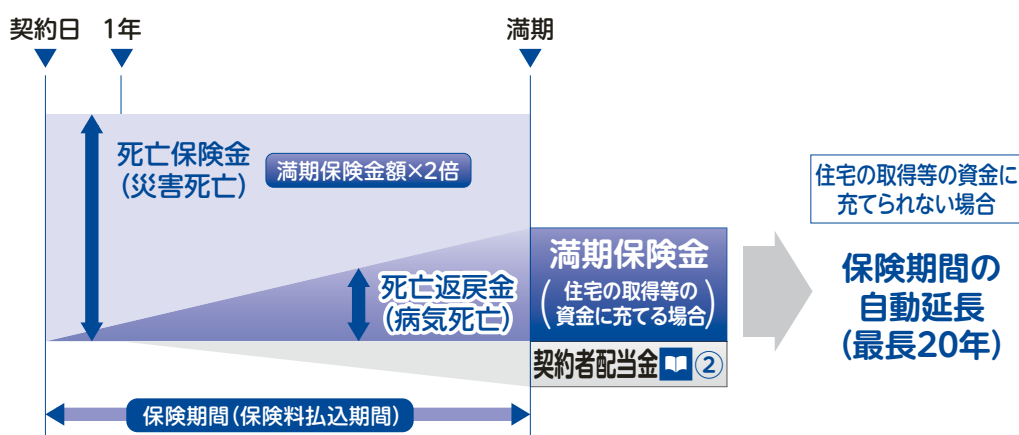 契約日 1年 満期
死亡保険金
(災害死亡)
満期保険金額×2倍
死亡返戻金
(病気死亡)
満期保険金
(住宅の取得等の
資金に充てる場合)
契約者配当金 ②
保険期間(保険料払込期間)
住宅の取得等の資金に
充てられない場合
保険期間の
自動延長
(最長20年)